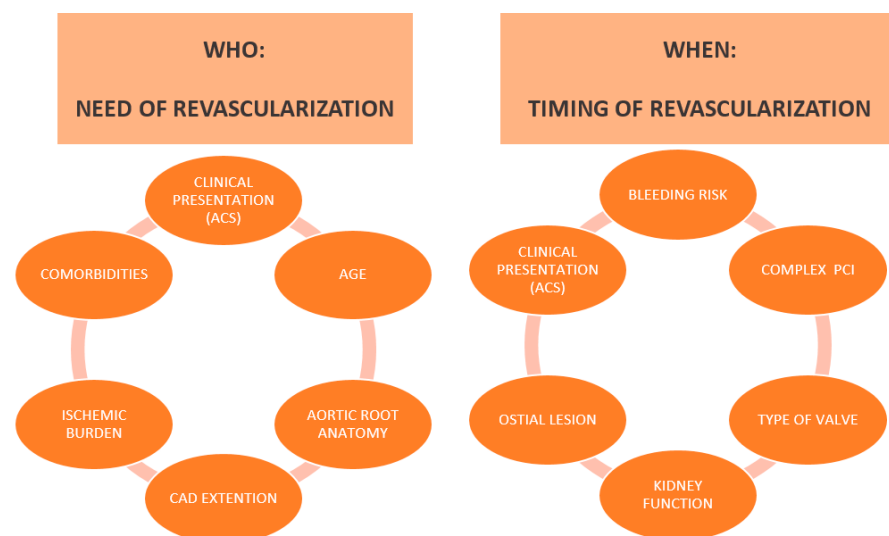 WHO:
NEED OF REVASCULARIZATION
CLINICAL
PRESENTATION
(ACS)
AGE
AORTIC ROOT
ANATOMY
CAD EXTENTION
ISCHEMIC
BURDEN
COMORBIDITIES
WHEN:
TIMING OF REVASCULARIZATION
BLEEDING RISK
COMPLEX  PCI
TYPE OF VALVE
KIDNEY
FUNCTION
OSTIAL LESION
CLINICAL
PRESENTATION
(ACS)